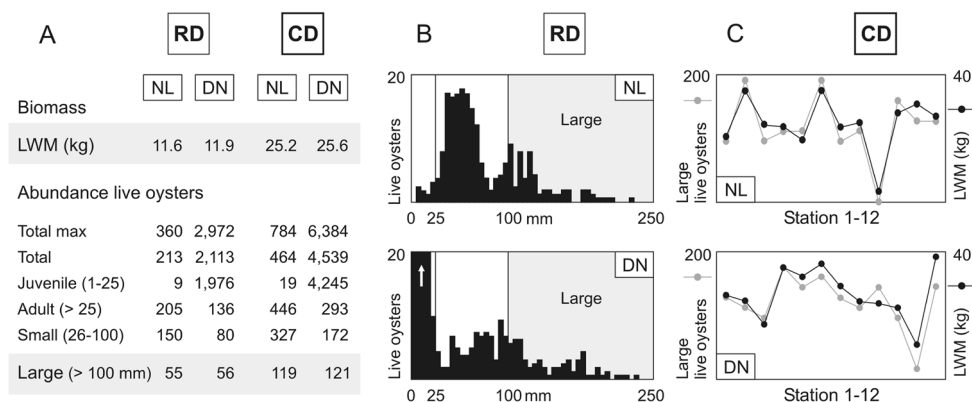 A
RD CD
NL DN NL DN
Biomass
LWM (kg) 11.6 11.9 25.2 25.6
Abundance live oysters
Total max 360 2,972 784 6,384
Total 213 2,113 464 4,539
Juvenile (1-25) 9 1,976 19 4,245
Adult (> 25) 205 136 446 293
Small (26-100) 150 80 327 172
Large (> 100 mm) 55 56 119 121
B
RD
20
NL
Large
Live oysters
0 25 100 mm 250
20
DN
Large
Live oysters
0 25 100 mm 250
C
CD
200
40
Large
live oysters
LWM (kg)
NL
Station 1-12
200
40
Large
live oysters
LWM (kg)
DN
Station 1-12